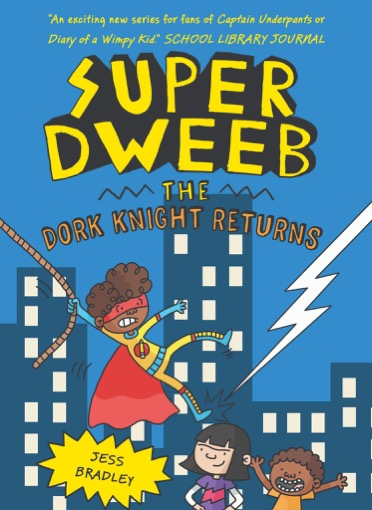 "An exciting new series for fans of Captain Underpants or
Diary of a Wimpy Kid." SCHOOL LIBRARY JOURNAL
SUPER
DWEEB
THE
DORK KNIGHT RETURNS
JESS
BRADLEY